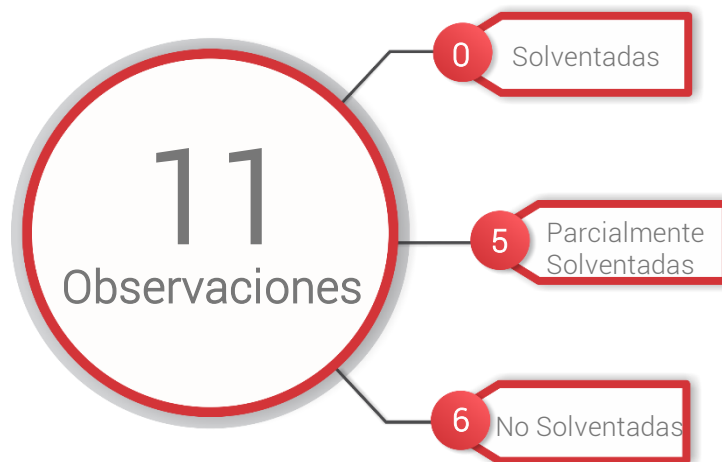 11
Observaciones
0
Solventadas
5
Parcialmente
Solventadas
6
No Solventadas